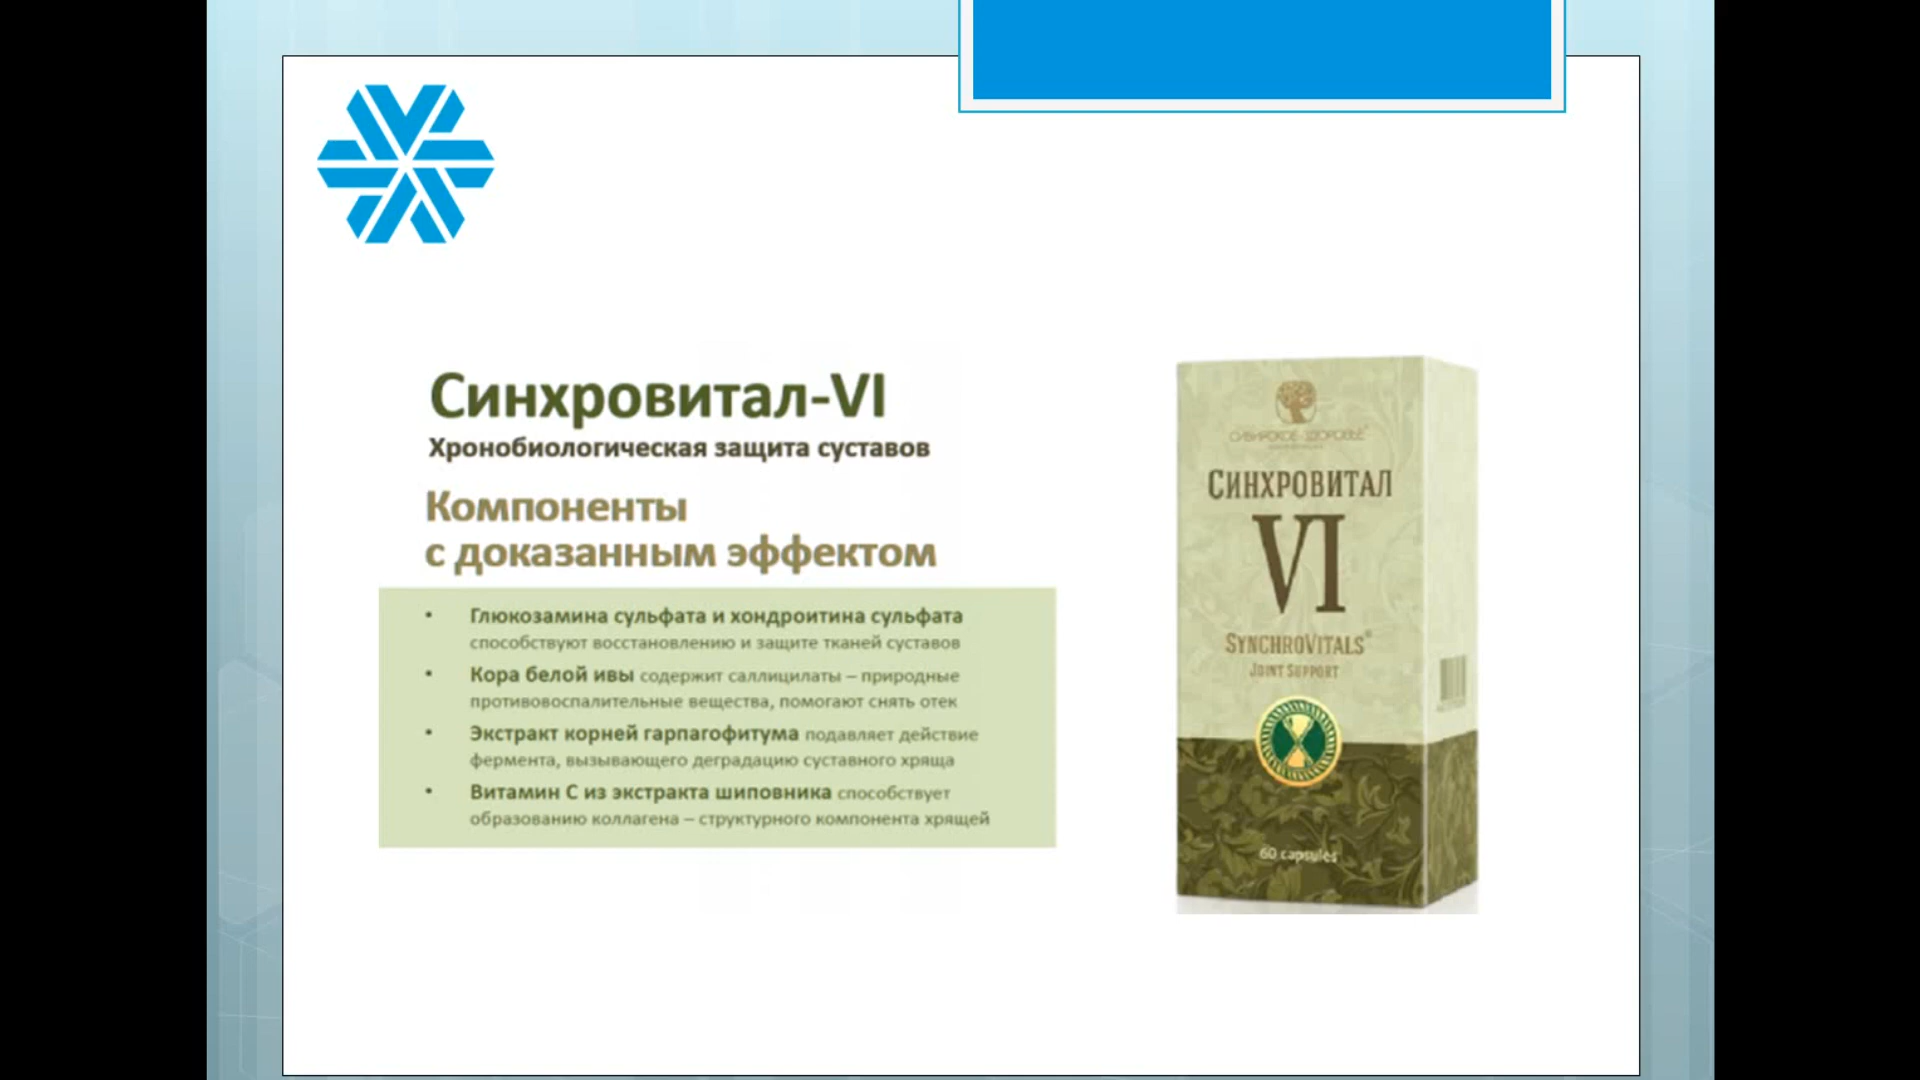 Синхровитал-VI
Хронобиологическая защита суставов
Компоненты
с доказанным эффектом
• Глюкозамина сульфата и хондроитина сульфата
способствуют восстановлению и защите тканей суставов
• Кора белой ивы содержит саллицилаты – природные
противовоспалительные вещества, помогают снять отек
• Экстракт корней гарпагофитума подавляет действие
фермента, вызывающего деградацию суставного хряща
• Витамин С из экстракта шиповника способствует
образованию коллагена – структурного компонента хрящей
СИБИРСКОЕ ЗДОРОВЬЕ
СИНХРОВИТАЛ
VI
SYNCHROVITALS®
JOINT SUPPORT
60 capsules